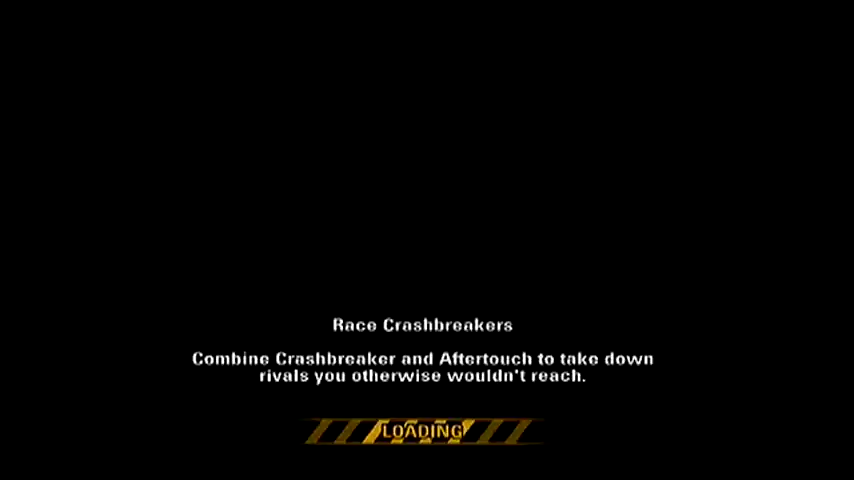 Race Crashbreakers
Combine Crashbreaker and Aftertouch to take down
rivals you otherwise wouldn't reach.
LOADING